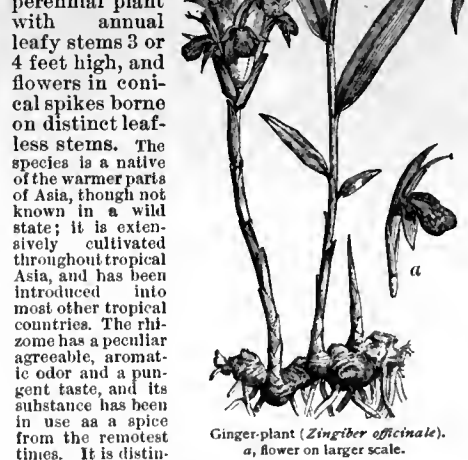 perennial plant
with annual
leafy stems 3 or
4 feet high, and
flowers in coni-
cal spikes borne
on distinct leaf-
less stems. The
species is a native
of the warmer parts
of Asia, though not
known in a wild
state; it is exten-
sively cultivated
throughout tropical
Asia, and has been
introduced into
most other tropical
countries. The rhi-
zome has a peculiar
agreeable, aromat-
ic odor and a pun-
gent taste, and its
substance has been
in use aa a spice
from the remotest
times. It is distin-
a
Ginger-plant (Zingiber officinale).
a, flower on larger scale.